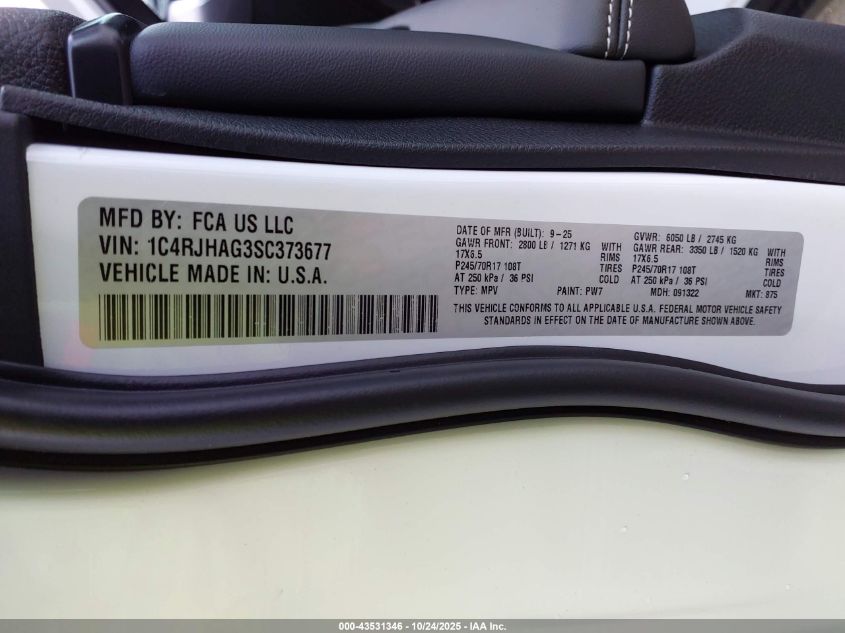 MFD BY: FCA US LLC
VIN: 1C4RJHAG3SC373677
VEHICLE MADE IN: U.S.A.
DATE OF MFR (BUILT): 9-25 GVWR: 6050 LB / 2745 KG
GAWR FRONT: 2800 LB / 1271 KG GAWR REAR: 3350 LB / 1520 KG
17X6.5 RIMS 17X6.5 RIMS
P245/70R17 108T TIRES P245/70R17 108T TIRES
AT 250 kPa / 36 PSI COLD AT 250 kPa / 36 PSI COLD
TYPE: MPV PAINT: PW7 MDH: 091322 MKT: 875
THIS VEHICLE CONFORMS TO ALL APPLICABLE U.S.A. FEDERAL MOTOR VEHICLE SAFETY
STANDARDS IN EFFECT ON THE DATE OF MANUFACTURE SHOWN ABOVE.
000-43531346 - 10/24/2025 - IAA Inc.